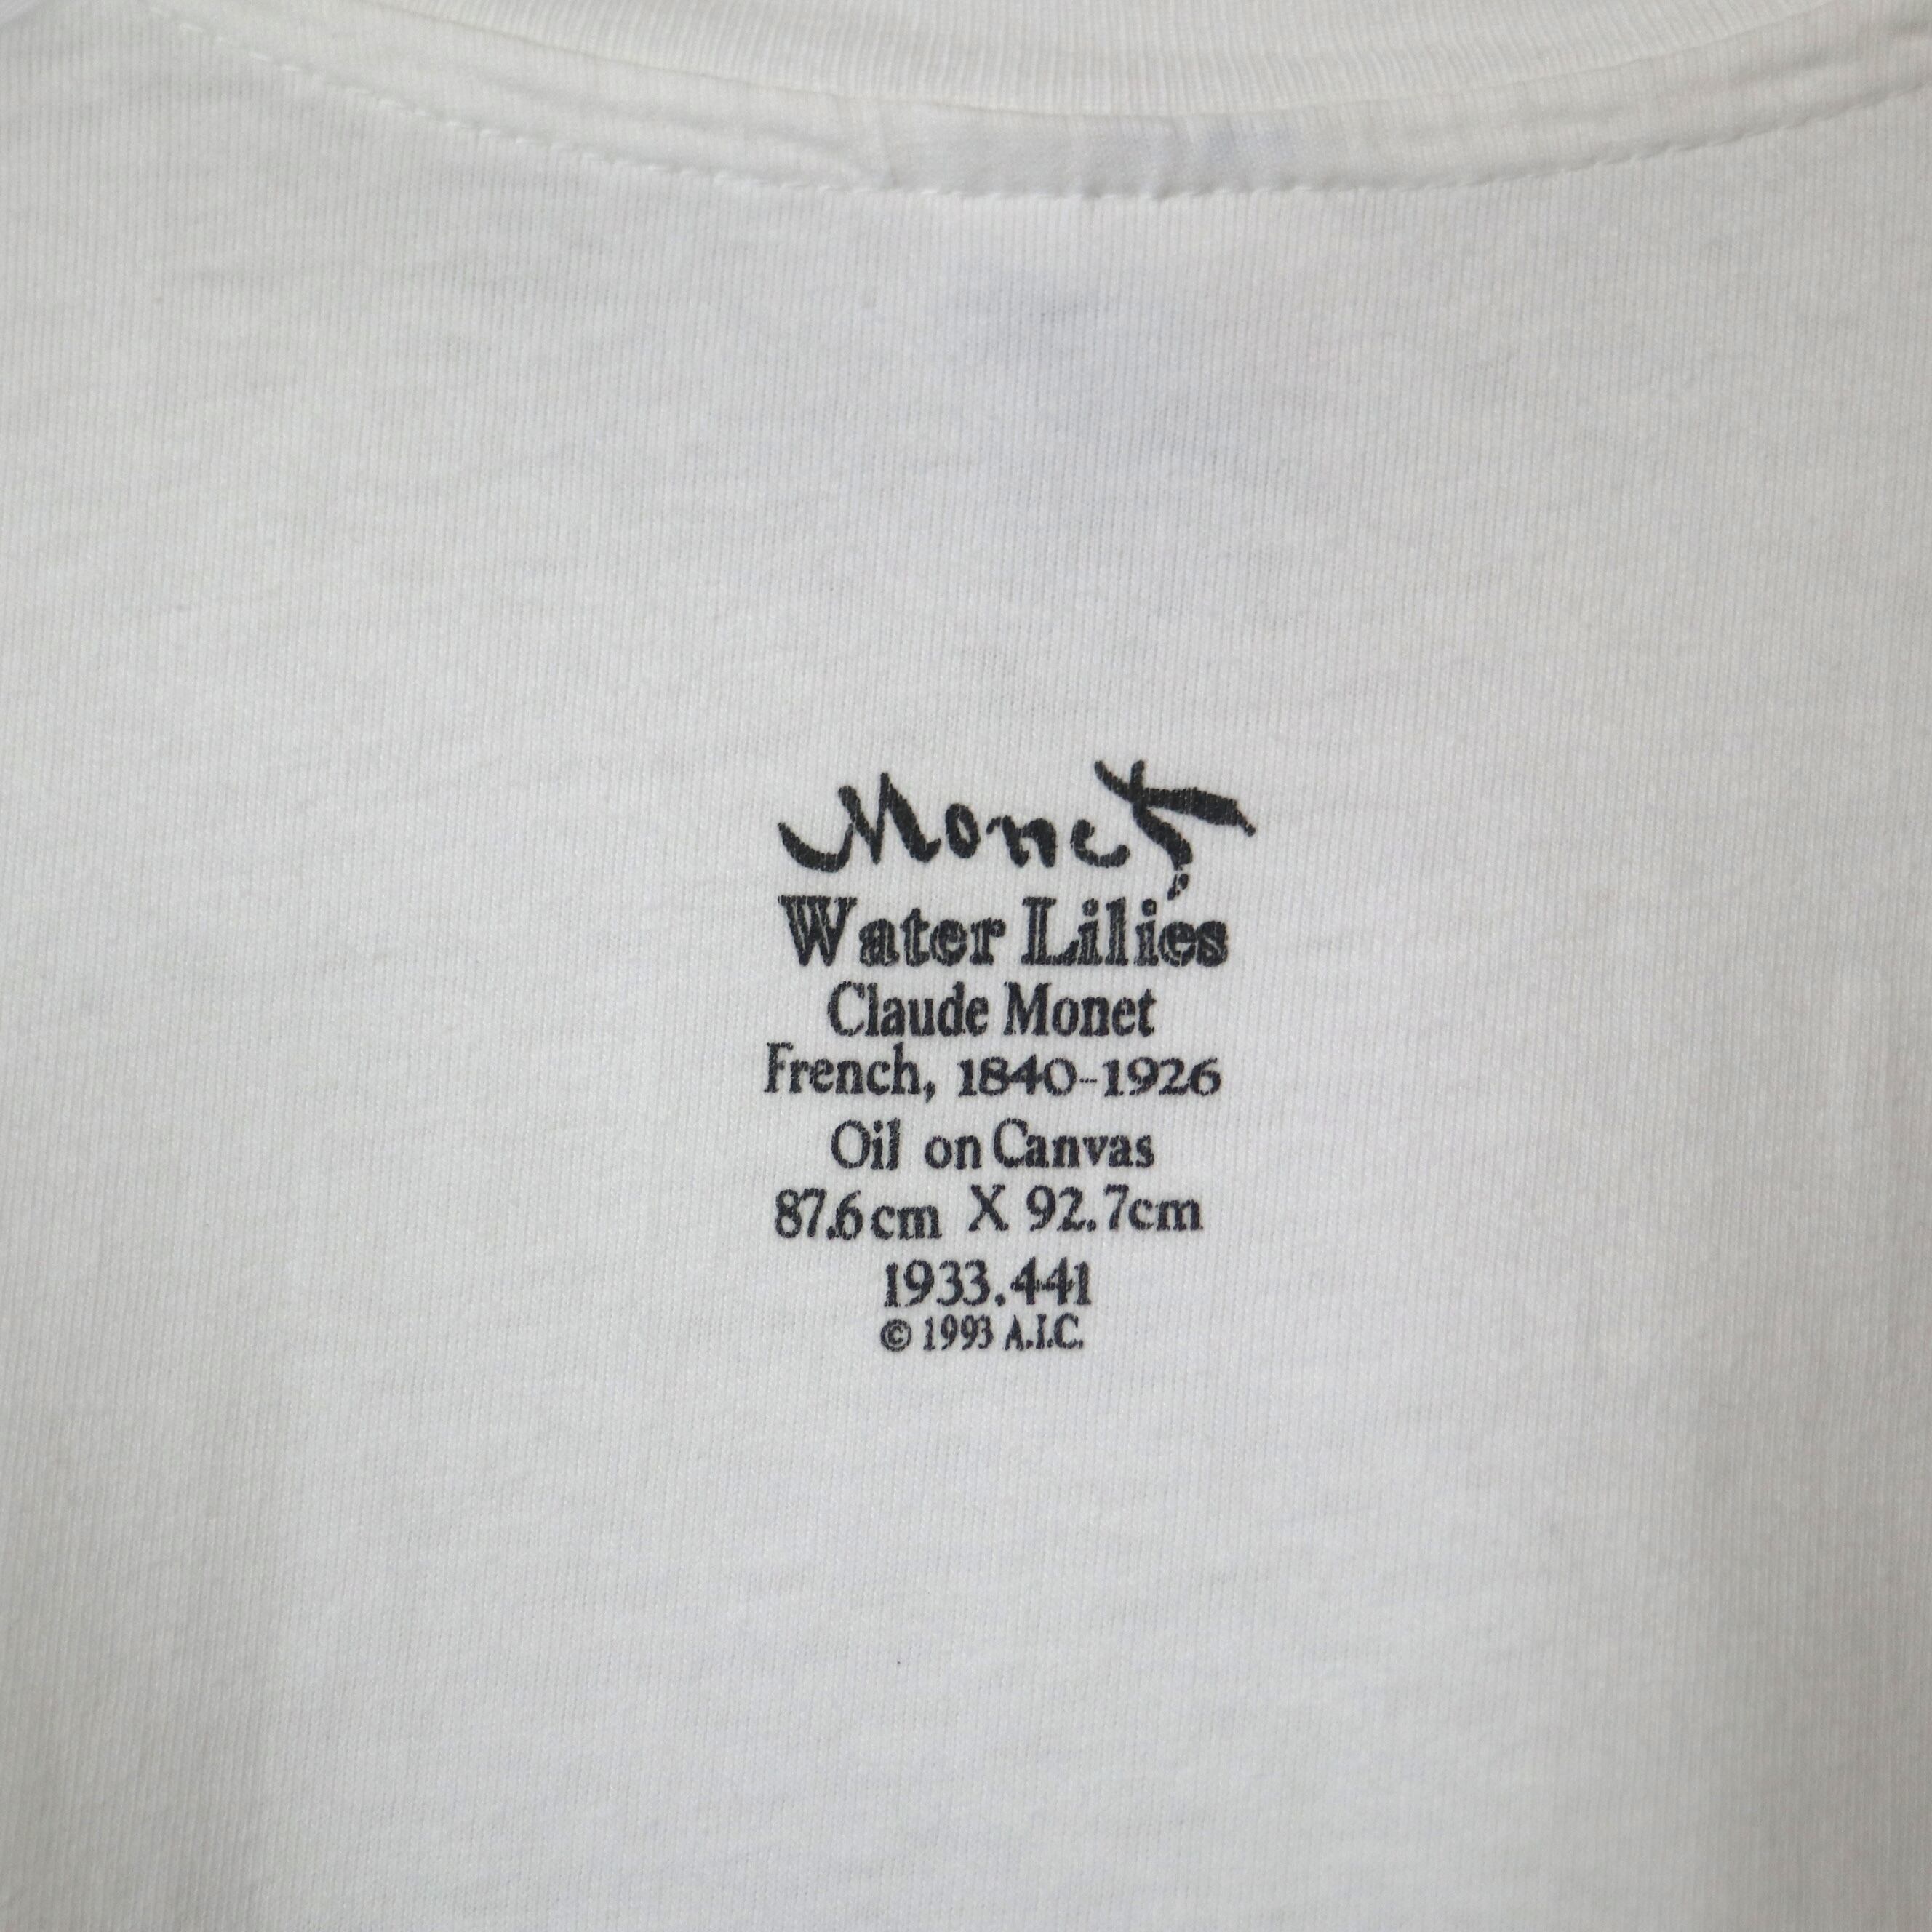 Monet
Water Lilies
Claude Monet
French, 1840-1926
Oil on Canvas
87.6cm X 92.7cm
1933.441
© 1993 A.I.C.